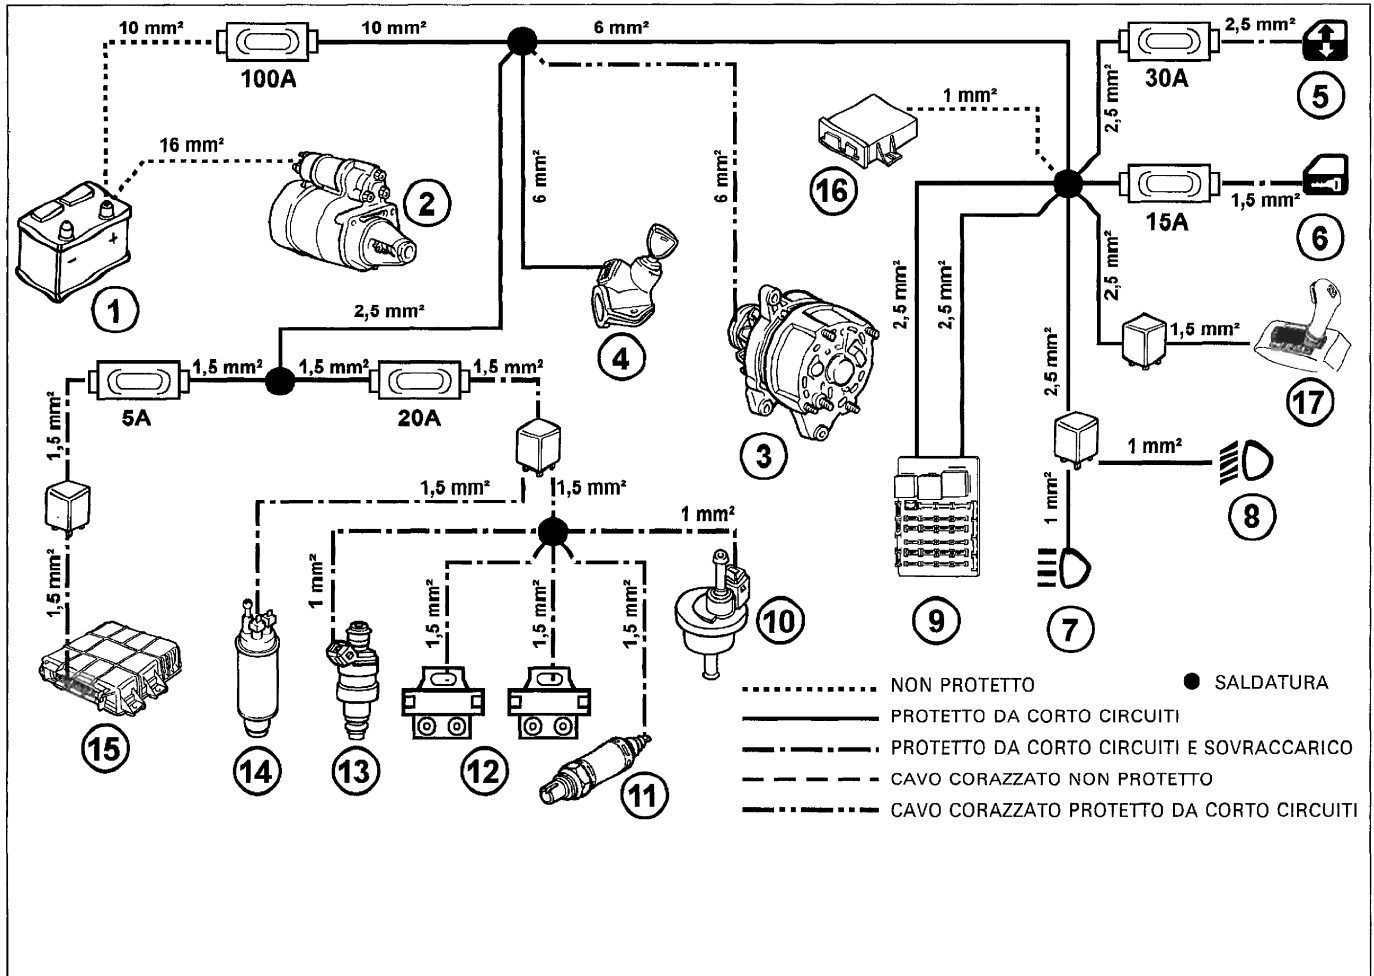 10 mm²
100A
10 mm²
6 mm²
2,5 mm²
30A
2,5 mm²
5
16 mm²
2
1
6 mm²
4
6 mm²
3
1 mm²
16
15A
1,5 mm²
6
2,5 mm²
2,5 mm²
2,5 mm²
2,5 mm²
1,5 mm²
17
2,5 mm²
1 mm²
8
1 mm²
7
9
1,5 mm²
5A
1,5 mm²
1,5 mm²
20A
1,5 mm²
1,5 mm²
15
1,5 mm²
1,5 mm²
1 mm²
1 mm²
1,5 mm²
1,5 mm²
1,5 mm²
10
14
13
12
11
NON PROTETTO
SALDATURA
PROTETTO DA CORTO CIRCUITI
PROTETTO DA CORTO CIRCUITI E SOVRACCARICO
CAVO CORAZZATO NON PROTETTO
CAVO CORAZZATO PROTETTO DA CORTO CIRCUITI